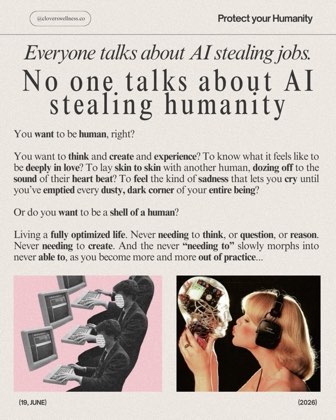 @cloverswellness.co
Protect your Humanity
Everyone talks about AI stealing jobs.
No one talks about AI
stealing humanity
You want to be human, right?
You want to think and create and experience? To know what it feels like to
be deeply in love? To lay skin to skin with another human, dozing off to the
sound of their heart beat? To feel the kind of sadness that lets you cry until
you've emptied every dusty, dark corner of your entire being?
Or do you want to be a shell of a human?
Living a fully optimized life. Never needing to think, or question, or reason.
Never needing to create. And the never “needing to” slowly morphs into
never able to, as you become more and more out of practice...
(19, JUNE)
(2026)